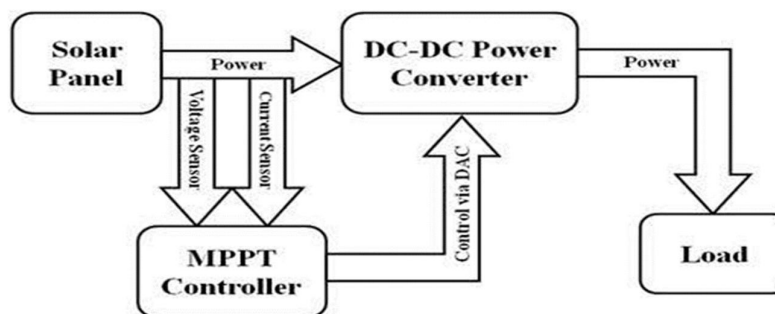 Solar
Panel
Power
DC-DC Power
Converter
Power
Voltage Sensor
Current Sensor
Control via DAC
MPPT
Controller
Load